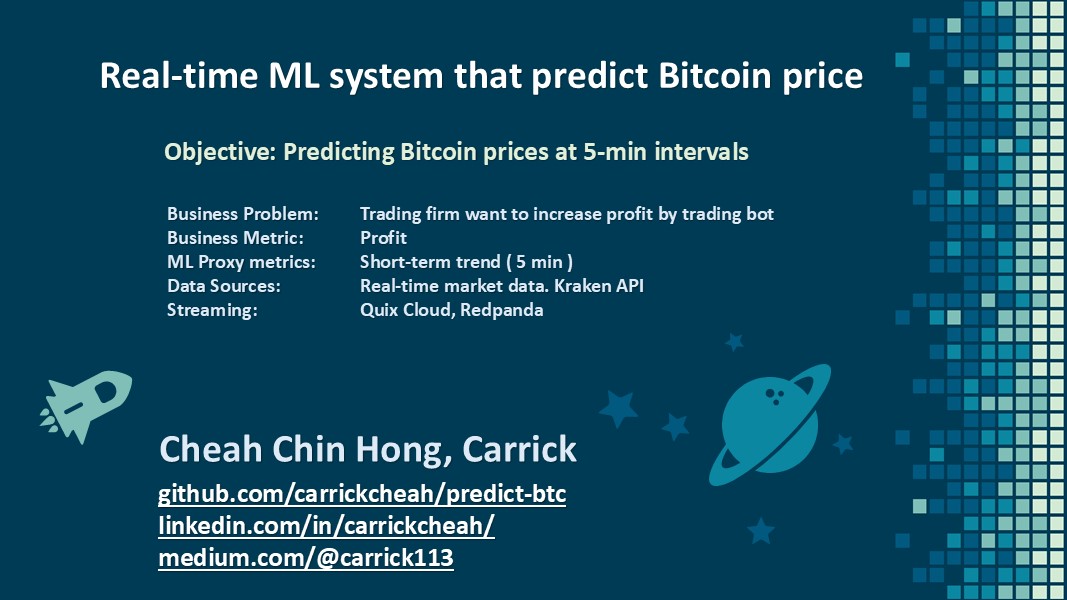 Real-time ML system that predict Bitcoin price
Objective: Predicting Bitcoin prices at 5-min intervals
Business Problem: Trading firm want to increase profit by trading bot
Business Metric: Profit
ML Proxy metrics: Short-term trend ( 5 min )
Data Sources: Real-time market data. Kraken API
Streaming: Quix Cloud, Redpanda
Cheah Chin Hong, Carrick
github.com/carrickcheah/predict-btc
linkedin.com/in/carrickcheah/
medium.com/@carrick113